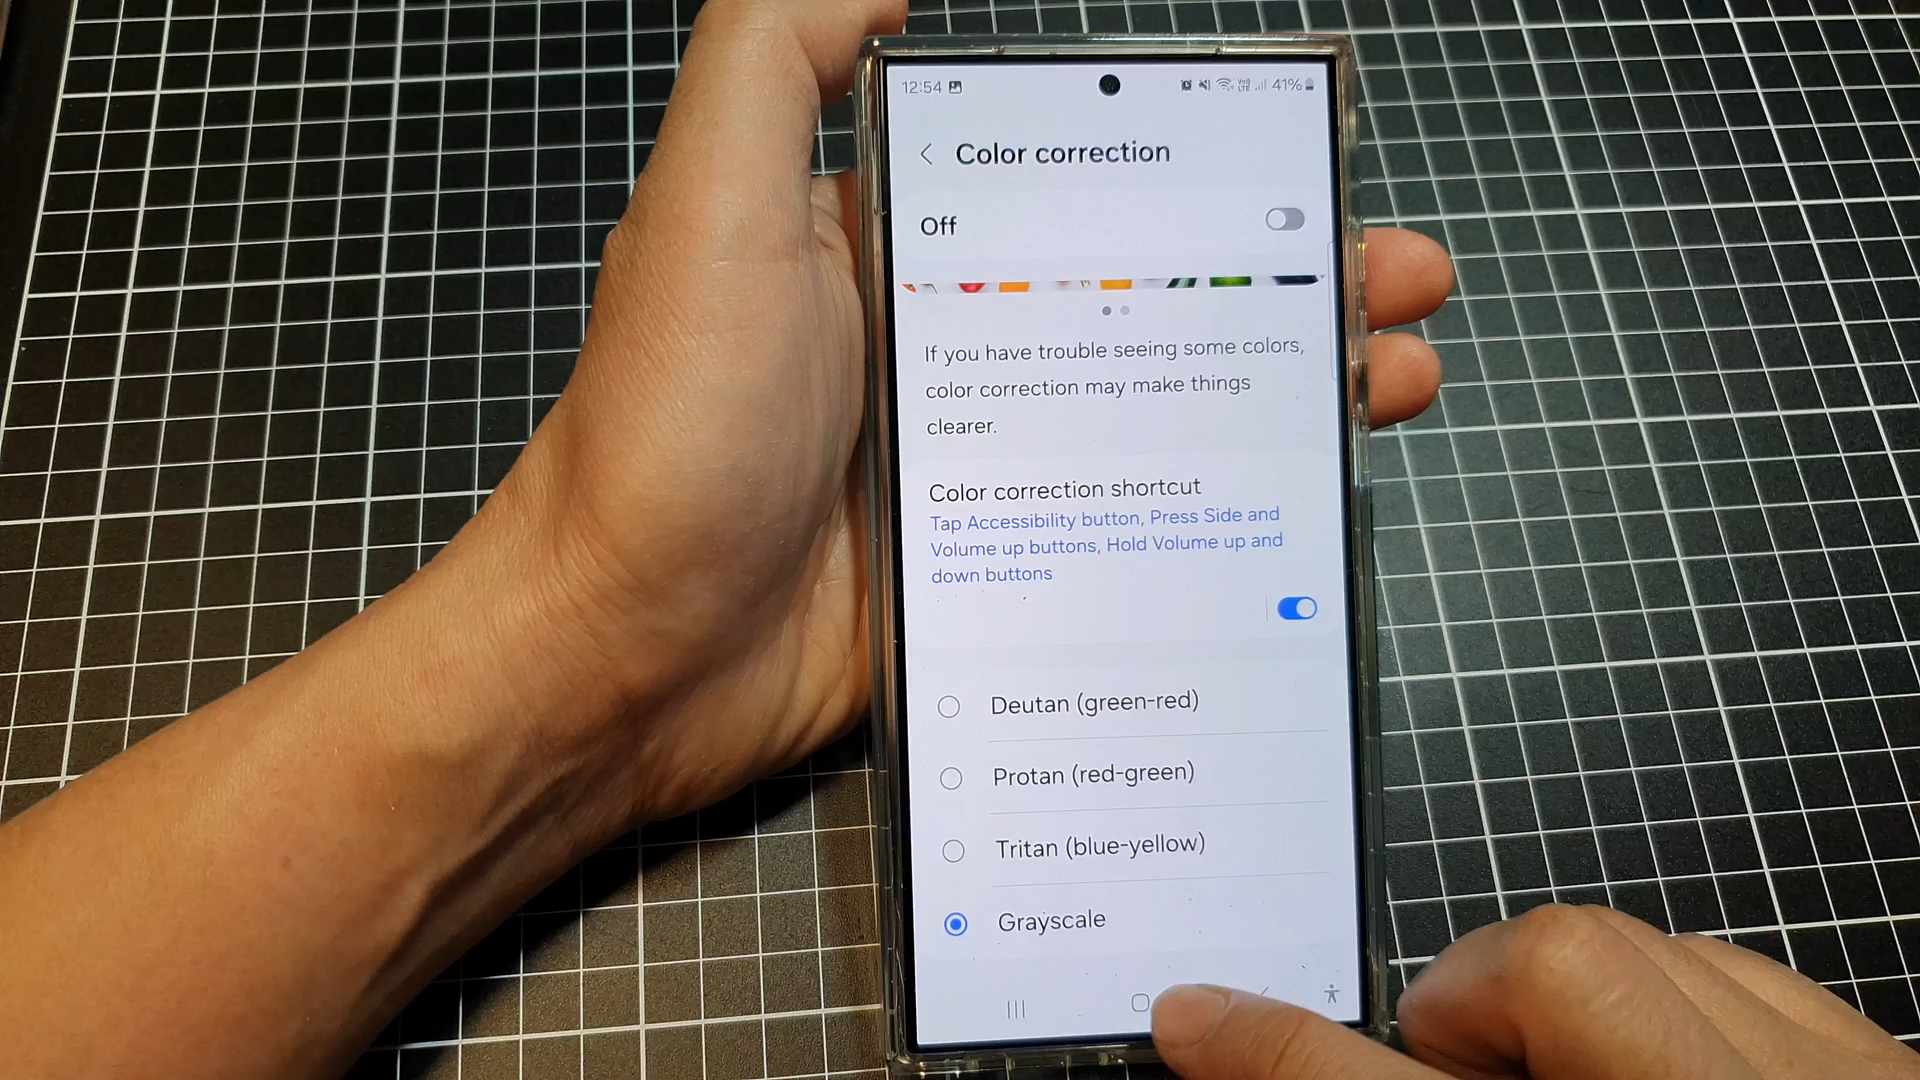 12:54 41%
Color correction
Off
If you have trouble seeing some colors,
color correction may make things
clearer.
Color correction shortcut
Tap Accessibility button, Press Side and
Volume up buttons, Hold Volume up and
down buttons
Deutan (green-red)
Protan (red-green)
Tritan (blue-yellow)
Grayscale